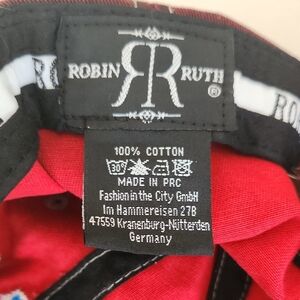 ROBIN RUTH
®
100% COTTON
30°
MADE IN PRC
Fashion in the City GmbH
Im Hammereisen 27B
47559 Kranenburg-Nütterden
Germany